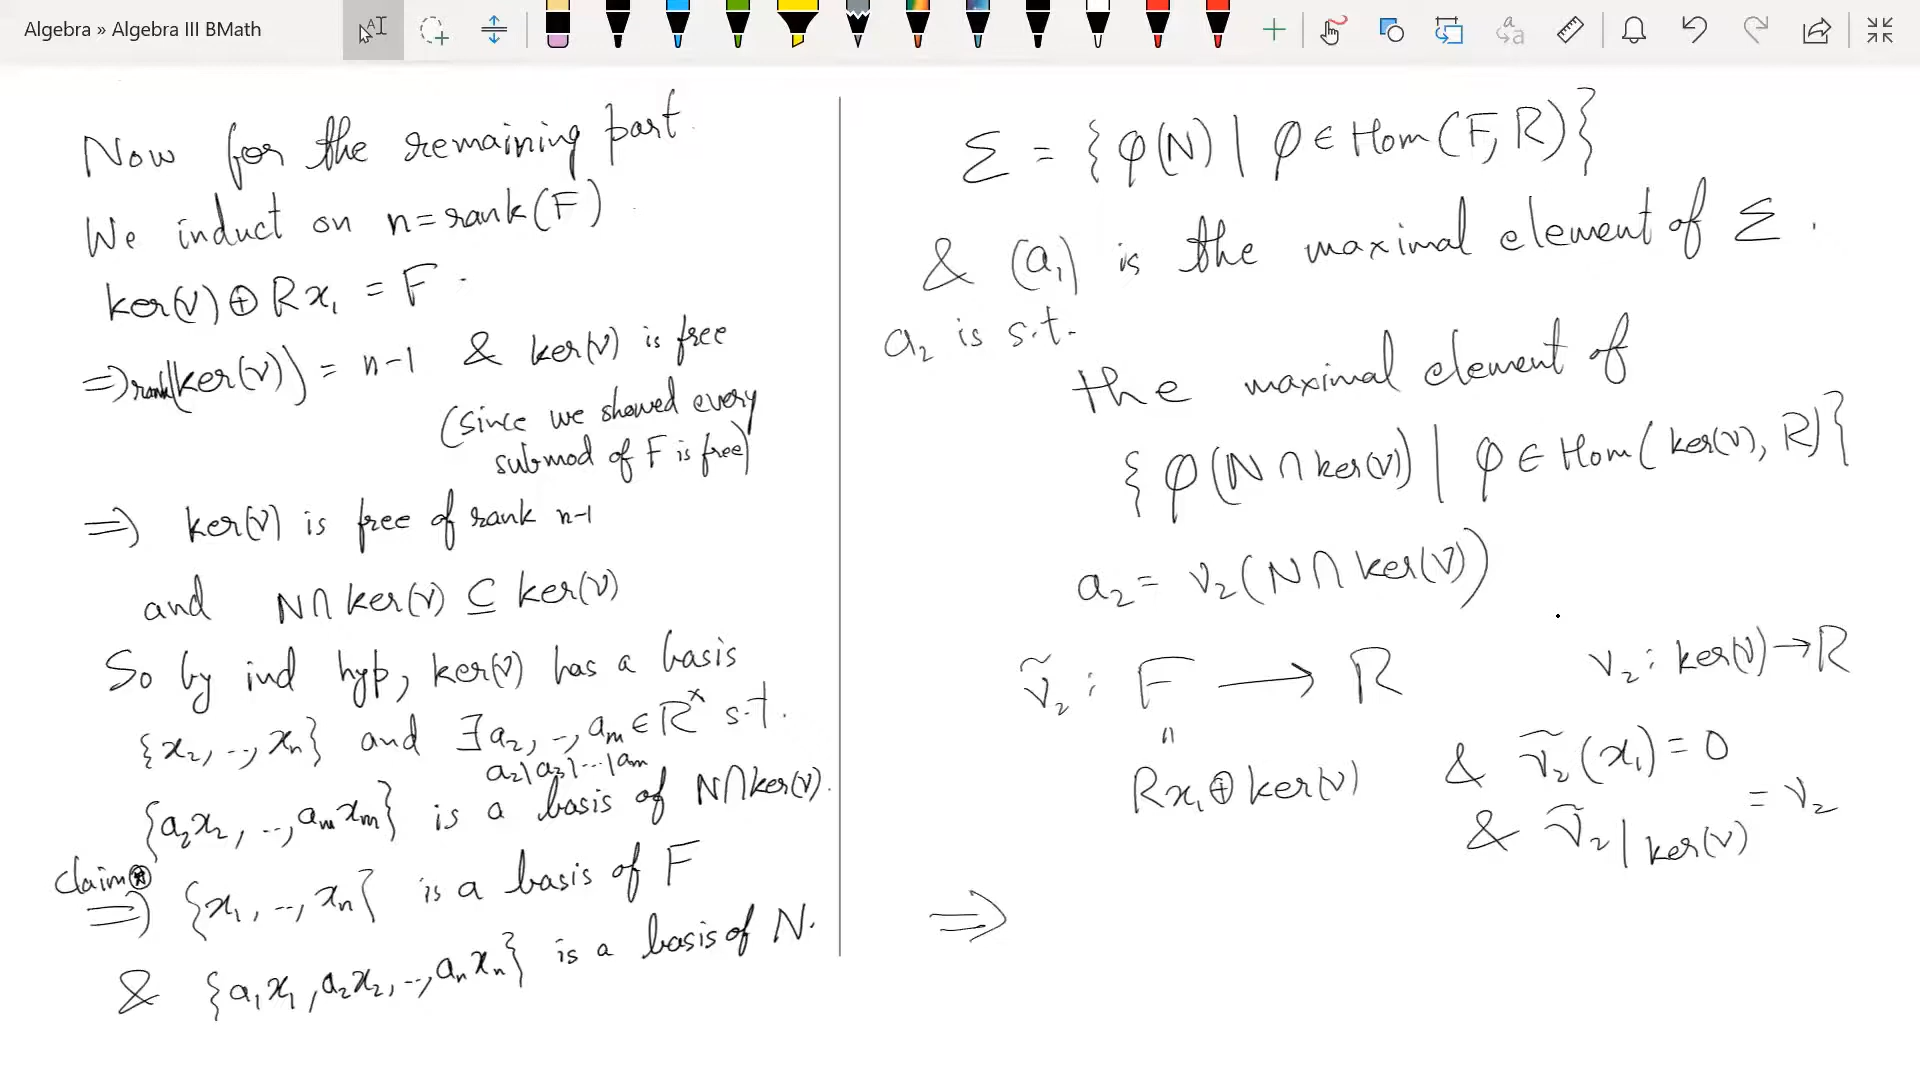 Algebra » Algebra III BMath
Now for the remaining part.
We induct on n = rank(F).
ker(ν) ⊕ Rx₁ = F.
⇒ rank(ker(ν)) = n-1 & ker(ν) is free
(since we showed every
submod of F is free)
⇒ ker(ν) is free of rank n-1
and N∩ker(ν) ⊆ ker(ν)
So by ind hyp, ker(ν) has a basis
{x₂, .., xₙ} and ∃ a₂, .., aₘ ∈ Rˣ s.t.
a₂|a₃|...|aₘ
{a₂x₂, .., aₘxₘ} is a basis of N∩ker(ν).
Claim ⊛
⇒ {x₁, .., xₙ} is a basis of F
& {a₁x₁, a₂x₂, .., aₙxₙ} is a basis of N.
Σ = {φ(N) | φ ∈ Hom(F, R)}
& (a₁) is the maximal element of Σ.
a₂ is s.t.
the maximal element of
{φ(N∩ker(ν)) | φ ∈ Hom(ker(ν), R)}
a₂ = ν₂(N∩ker(ν))
ν̃₂ : F → R ν₂ : ker(ν) → R
"
Rx₁ ⊕ ker(ν) & ν̃₂(x₁) = 0
& ν̃₂|ker(ν) = ν₂
⇒